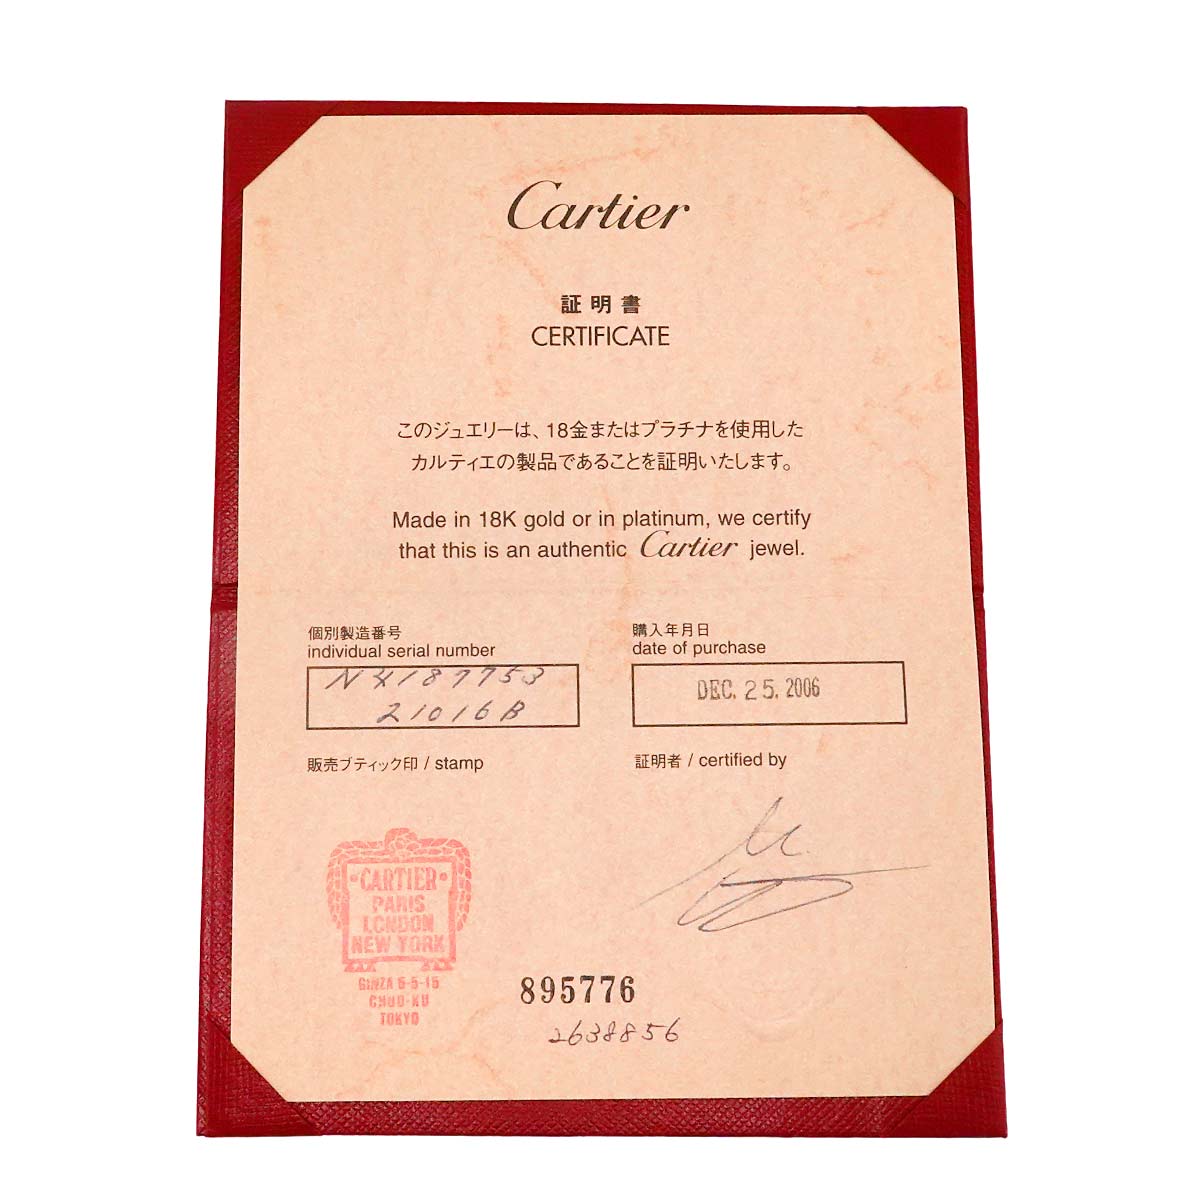 Cartier
証明書
CERTIFICATE
このジュエリーは、18金またはプラチナを使用した
カルティエの製品であることを証明いたします。
Made in 18K gold or in platinum, we certify
that this is an authentic Cartier jewel.
個別製造番号
individual serial number
N4187753
21016B
購入年月日
date of purchase
DEC. 25. 2006
販売ブティック印 / stamp
証明者 / certified by
·CARTIER·
PARIS
LONDON
NEW YORK
GINZA 5-5-15
CHUO-KU
TOKYO
895776
2638856